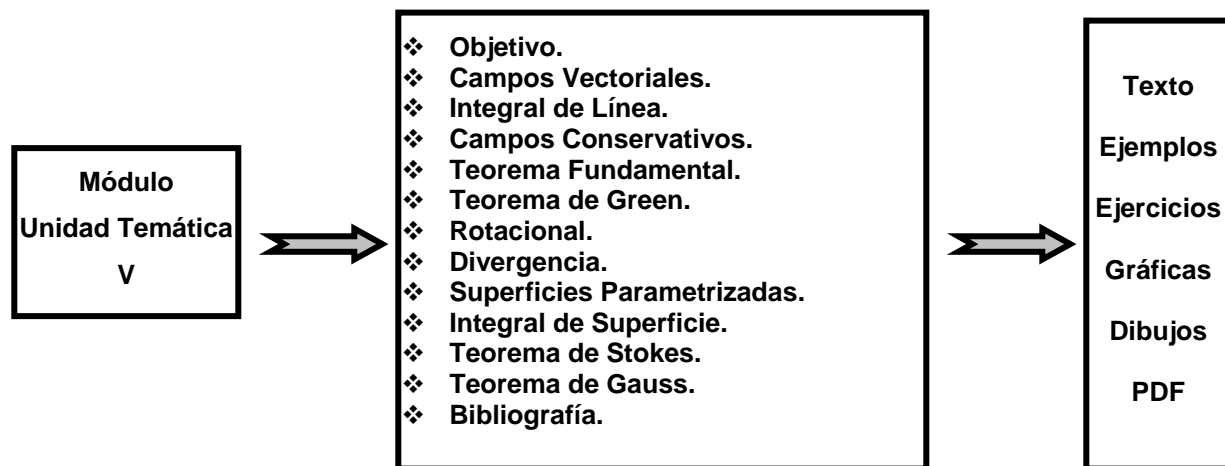 Módulo
Unidad Temática
V
❖ Objetivo.
❖ Campos Vectoriales.
❖ Integral de Línea.
❖ Campos Conservativos.
❖ Teorema Fundamental.
❖ Teorema de Green.
❖ Rotacional.
❖ Divergencia.
❖ Superficies Parametrizadas.
❖ Integral de Superficie.
❖ Teorema de Stokes.
❖ Teorema de Gauss.
❖ Bibliografía.
Texto
Ejemplos
Ejercicios
Gráficas
Dibujos
PDF